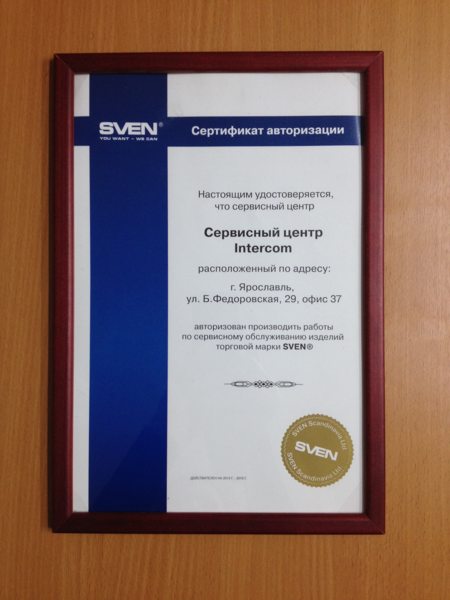 SVEN®
YOU WANT – WE CAN
Сертификат авторизации
Настоящим удостоверяется,
что сервисный центр
Сервисный центр
Intercom
расположенный по адресу:
г. Ярославль,
ул. Б.Федоровская, 29, офис 37
авторизован производить работы
по сервисному обслуживанию изделий
торговой марки SVEN®
SVEN Scandinavia Ltd.
SVEN
SVEN Scandinavia Ltd.